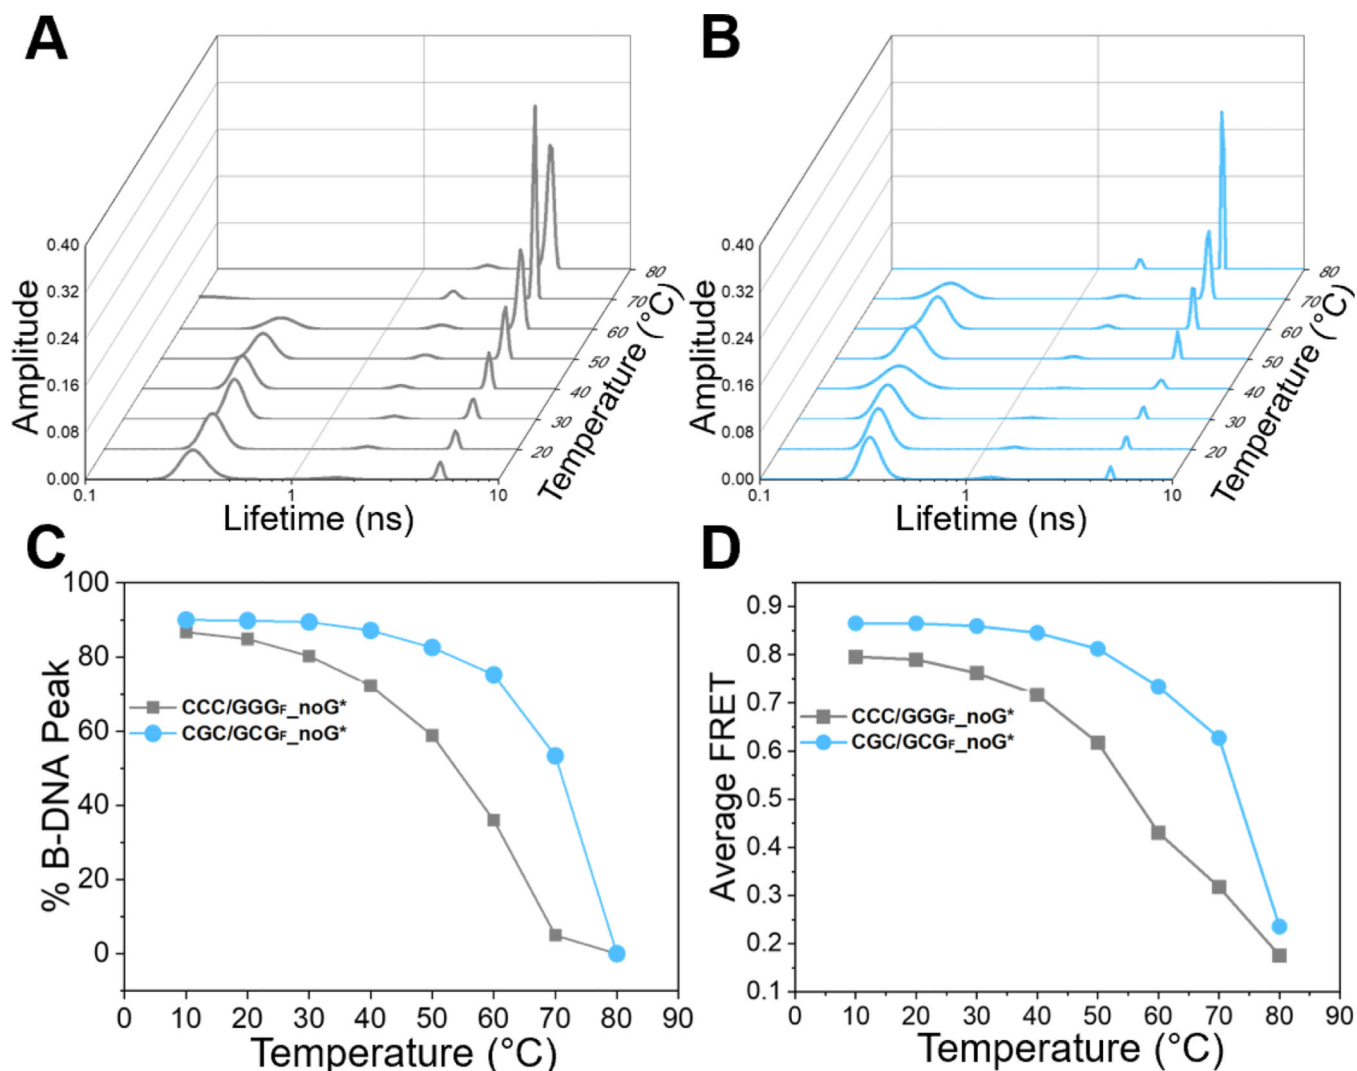 A
0.40
0.32
0.24
0.16
0.08
0.00
Amplitude
0.1
1
10
Lifetime (ns)
20
30
40
50
60
70
80
Temperature (°C)
B
0.40
0.32
0.24
0.16
0.08
0.00
Amplitude
0.1
1
10
Lifetime (ns)
20
30
40
50
60
70
80
Temperature (°C)
C
100
80
60
40
20
0
% B-DNA Peak
CCC/GGGF_noG*
CGC/GCGF_noG*
0 10 20 30 40 50 60 70 80 90
Temperature (°C)
D
0.9
0.8
0.7
0.6
0.5
0.4
0.3
0.2
0.1
Average FRET
CCC/GGGF_noG*
CGC/GCGF_noG*
0 10 20 30 40 50 60 70 80 90
Temperature (°C)